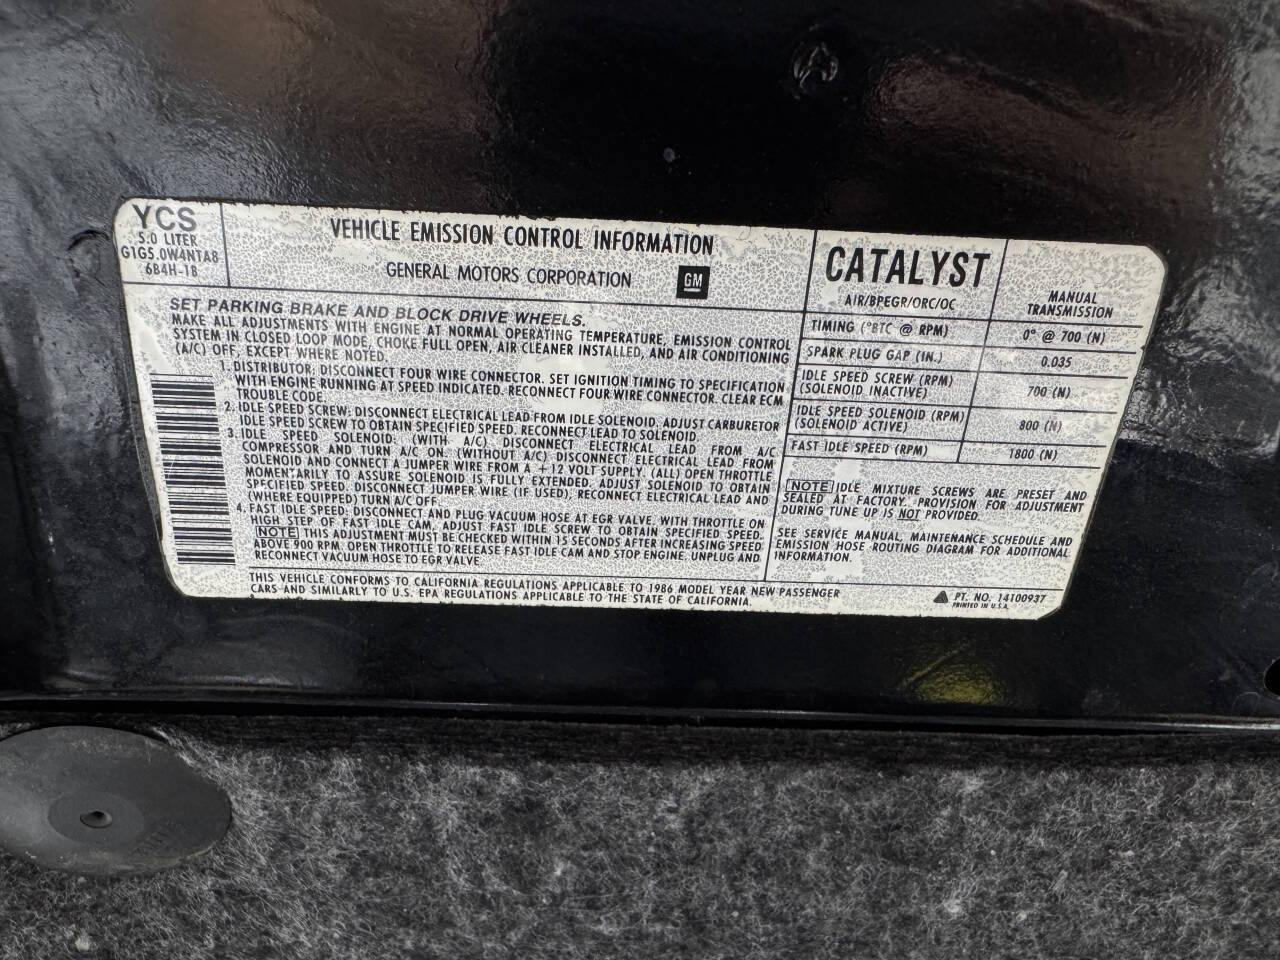 YCS
5.0 LITER
G1G5.0W4NTA8
6B4H-1B
VEHICLE EMISSION CONTROL INFORMATION
GENERAL MOTORS CORPORATION GM
CATALYST
AIR/BPEGR/ORC/OC
MANUAL
TRANSMISSION
SET PARKING BRAKE AND BLOCK DRIVE WHEELS.
MAKE ALL ADJUSTMENTS WITH ENGINE AT NORMAL OPERATING TEMPERATURE, EMISSION CONTROL
SYSTEM IN CLOSED LOOP MODE, CHOKE FULL OPEN, AIR CLEANER INSTALLED, AND AIR CONDITIONING
(A/C) OFF, EXCEPT WHERE NOTED.
1. DISTRIBUTOR; DISCONNECT FOUR WIRE CONNECTOR. SET IGNITION TIMING TO SPECIFICATION
WITH ENGINE RUNNING AT SPEED INDICATED. RECONNECT FOUR WIRE CONNECTOR. CLEAR ECM
TROUBLE CODE.
2. IDLE SPEED SCREW: DISCONNECT ELECTRICAL LEAD FROM IDLE SOLENOID. ADJUST CARBURETOR
IDLE SPEED SCREW TO OBTAIN SPECIFIED SPEED. RECONNECT LEAD TO SOLENOID.
3. IDLE SPEED SOLENOID: (WITH A/C) DISCONNECT ELECTRICAL LEAD FROM A/C
COMPRESSOR AND TURN A/C ON. (WITHOUT A/C) DISCONNECT ELECTRICAL LEAD FROM
SOLENOID AND CONNECT A JUMPER WIRE FROM A +12 VOLT SUPPLY. (ALL) OPEN THROTTLE
MOMENTARILY TO ASSURE SOLENOID IS FULLY EXTENDED. ADJUST SOLENOID TO OBTAIN
SPECIFIED SPEED. DISCONNECT JUMPER WIRE (IF USED), RECONNECT ELECTRICAL LEAD AND
(WHERE EQUIPPED) TURN A/C OFF.
4. FAST IDLE SPEED: DISCONNECT AND PLUG VACUUM HOSE AT EGR VALVE. WITH THROTTLE ON
HIGH STEP OF FAST IDLE CAM, ADJUST FAST IDLE SCREW TO OBTAIN SPECIFIED SPEED.
NOTE THIS ADJUSTMENT MUST BE CHECKED WITHIN 15 SECONDS AFTER INCREASING SPEED
ABOVE 900 RPM. OPEN THROTTLE TO RELEASE FAST IDLE CAM AND STOP ENGINE. UNPLUG AND
RECONNECT VACUUM HOSE TO EGR VALVE.
TIMING (°BTC @ RPM) 0° @ 700 (N)
SPARK PLUG GAP (IN.) 0.035
IDLE SPEED SCREW (RPM)
(SOLENOID INACTIVE) 700 (N)
IDLE SPEED SOLENOID (RPM)
(SOLENOID ACTIVE) 800 (N)
FAST IDLE SPEED (RPM) 1800 (N)
NOTE IDLE MIXTURE SCREWS ARE PRESET AND
SEALED AT FACTORY. PROVISION FOR ADJUSTMENT
DURING TUNE UP IS NOT PROVIDED.
SEE SERVICE MANUAL, MAINTENANCE SCHEDULE AND
EMISSION HOSE ROUTING DIAGRAM FOR ADDITIONAL
INFORMATION.
THIS VEHICLE CONFORMS TO CALIFORNIA REGULATIONS APPLICABLE TO 1986 MODEL YEAR NEW PASSENGER
CARS AND SIMILARLY TO U.S. EPA REGULATIONS APPLICABLE TO THE STATE OF CALIFORNIA.
PT. NO. 14100937
PRINTED IN U.S.A.